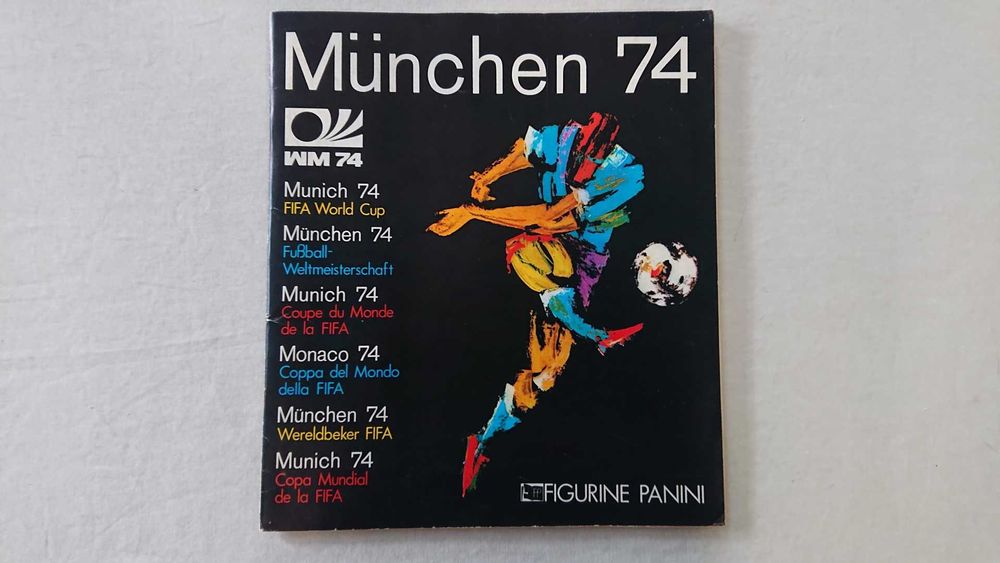 München 74
WM 74
Munich 74
FIFA World Cup
München 74
Fußball-
Weltmeisterschaft
Munich 74
Coupe du Monde
de la FIFA
Monaco 74
Coppa del Mondo
della FIFA
München 74
Wereldbeker FIFA
Munich 74
Copa Mundial
de la FIFA
FIGURINE PANINI